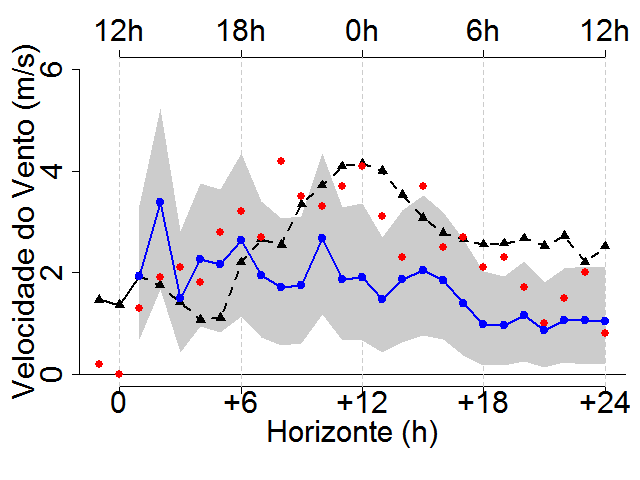 12h 18h 0h 6h 12h
Velocidade do Vento (m/s)
6
4
2
0
0 +6 +12 +18 +24
Horizonte (h)